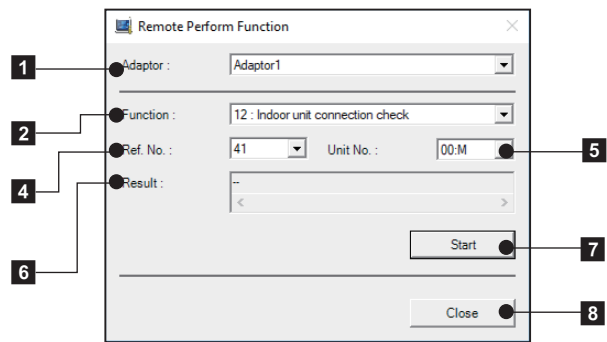 Remote Perform Function
1 Adaptor : Adaptor1
2 Function : 12 : Indoor unit connection check
4 Ref. No. : 41 Unit No. : 00:M 5
6 Result : --
Start 7
Close 8